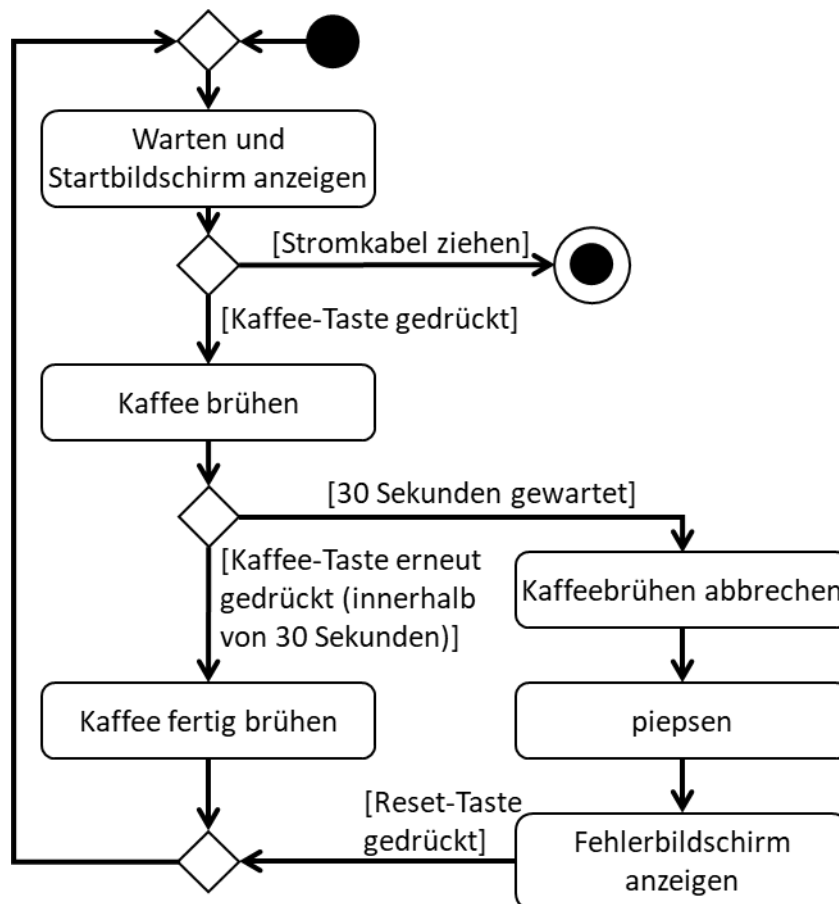 Warten und
Startbildschirm anzeigen
[Stromkabel ziehen]
[Kaffee-Taste gedrückt]
Kaffee brühen
[30 Sekunden gewartet]
[Kaffee-Taste erneut
gedrückt (innerhalb
von 30 Sekunden)]
Kaffeebrühen abbrechen
Kaffee fertig brühen
piepsen
[Reset-Taste
gedrückt]
Fehlerbildschirm
anzeigen